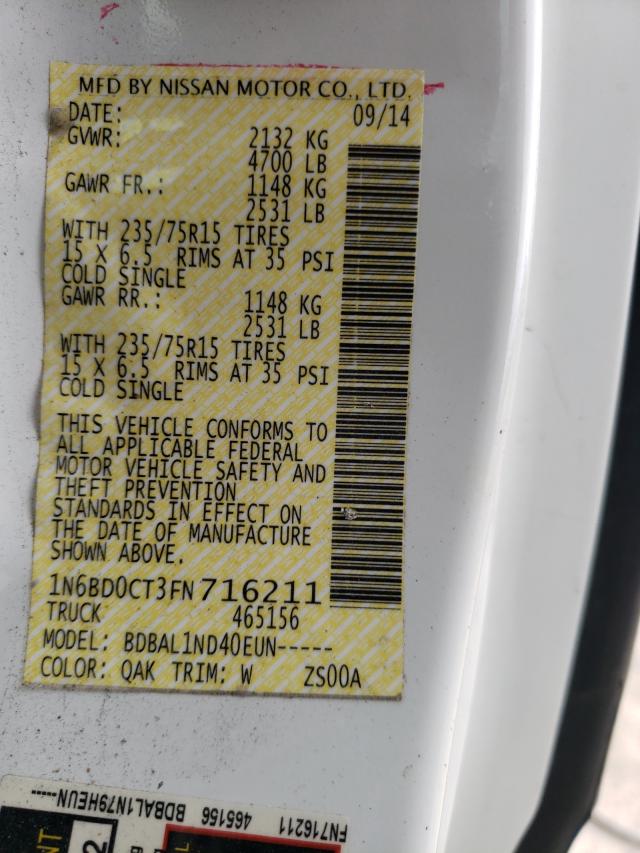 MFD BY NISSAN MOTOR CO., LTD.
DATE: 09/14
GVWR: 2132 KG
4700 LB
GAWR FR.: 1148 KG
2531 LB
WITH 235/75R15 TIRES
15 X 6.5 RIMS AT 35 PSI
COLD SINGLE
GAWR RR.: 1148 KG
2531 LB
WITH 235/75R15 TIRES
15 X 6.5 RIMS AT 35 PSI
COLD SINGLE
THIS VEHICLE CONFORMS TO
ALL APPLICABLE FEDERAL
MOTOR VEHICLE SAFETY AND
THEFT PREVENTION
STANDARDS IN EFFECT ON
THE DATE OF MANUFACTURE
SHOWN ABOVE.
1N6BD0CT3FN716211
TRUCK 465156
MODEL: BDBAL1ND40EUN-----
COLOR: QAK TRIM: W ZS00A
FN716211 465156 BDBAL1N79HEUN-----